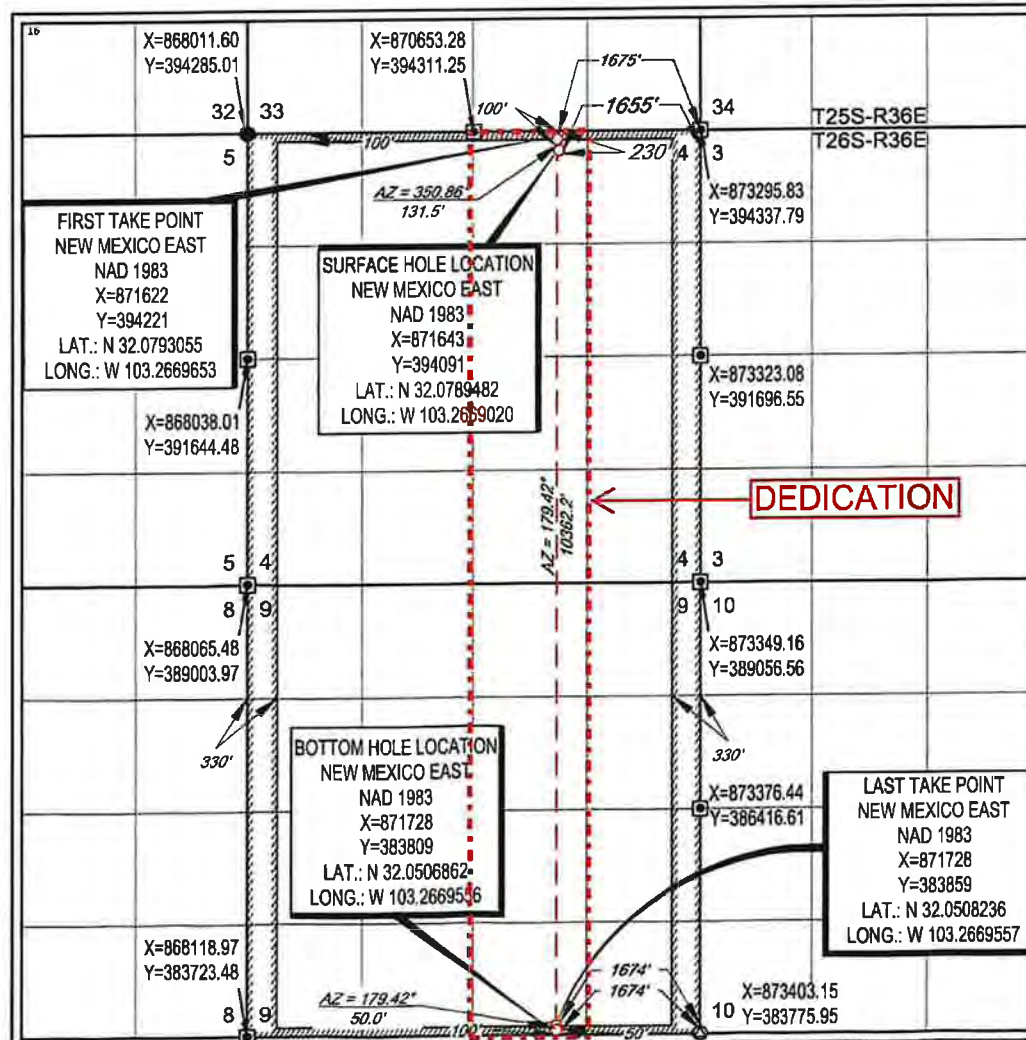 16
X=868011.60
Y=394285.01
X=870653.28
Y=394311.25
1675'
100'
1655'
32 33
34
T25S-R36E
T26S-R36E
5
100'
230'
4 3
AZ = 350.86°
131.5'
X=873295.83
Y=394337.79
FIRST TAKE POINT
NEW MEXICO EAST
NAD 1983
X=871622
Y=394221
LAT.: N 32.0793055
LONG.: W 103.2669653
SURFACE HOLE LOCATION
NEW MEXICO EAST
NAD 1983
X=871643
Y=394091
LAT.: N 32.0789482
LONG.: W 103.2669020
X=873323.08
Y=391696.55
X=868038.01
Y=391644.48
DEDICATION
AZ = 179.42°
10362.2'
5 4
4 3
8 9
9 10
X=868065.48
Y=389003.97
X=873349.16
Y=389056.56
330'
330'
BOTTOM HOLE LOCATION
NEW MEXICO EAST
NAD 1983
X=871728
Y=383809
LAT.: N 32.0506862
LONG.: W 103.2669556
X=873376.44
Y=386416.61
LAST TAKE POINT
NEW MEXICO EAST
NAD 1983
X=871728
Y=383859
LAT.: N 32.0508236
LONG.: W 103.2669557
X=868118.97
Y=383723.48
1674'
1674'
X=873403.15
Y=383775.95
AZ = 179.42°
50.0'
8 9
100'
50'
10